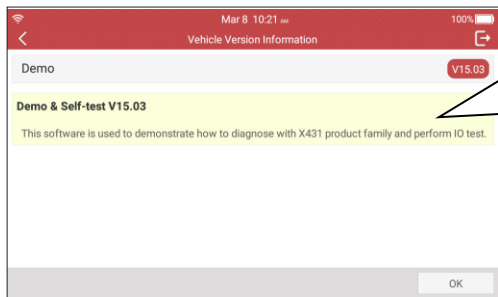 Mar 8 10:21
100%
Vehicle Version Information
Demo
V15.03
Demo & Self-test V15.03
This software is used to demonstrate how to diagnose with X431 product family and perform IO test.
OK